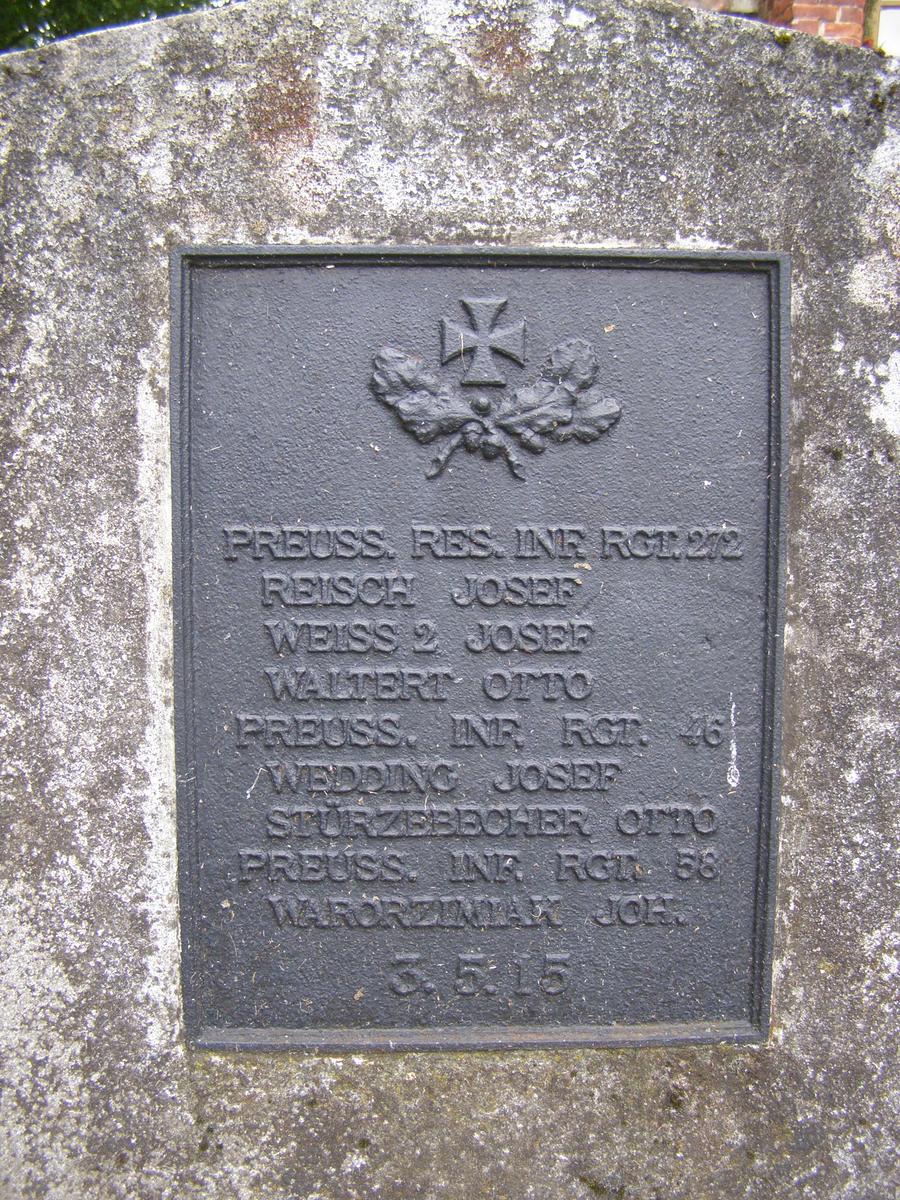 PREUSS. RES. INF. RGT. 272
REISCH JOSEF
WEISS 2 JOSEF
WALTERT OTTO
PREUSS. INF. RGT. 46
WEDDING JOSEF
STÜRZEBECHER OTTO
PREUSS. INF. RGT. 58
WARORZIMIAK JOH.
3. 5. 15